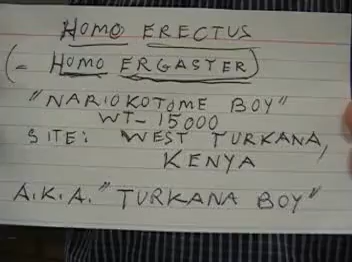 HOMO ERECTUS
(= HOMO ERGASTER)
"NARIOKOTOME BOY"
WT-15000
SITE: WEST TURKANA,
KENYA
A.K.A. "TURKANA BOY"